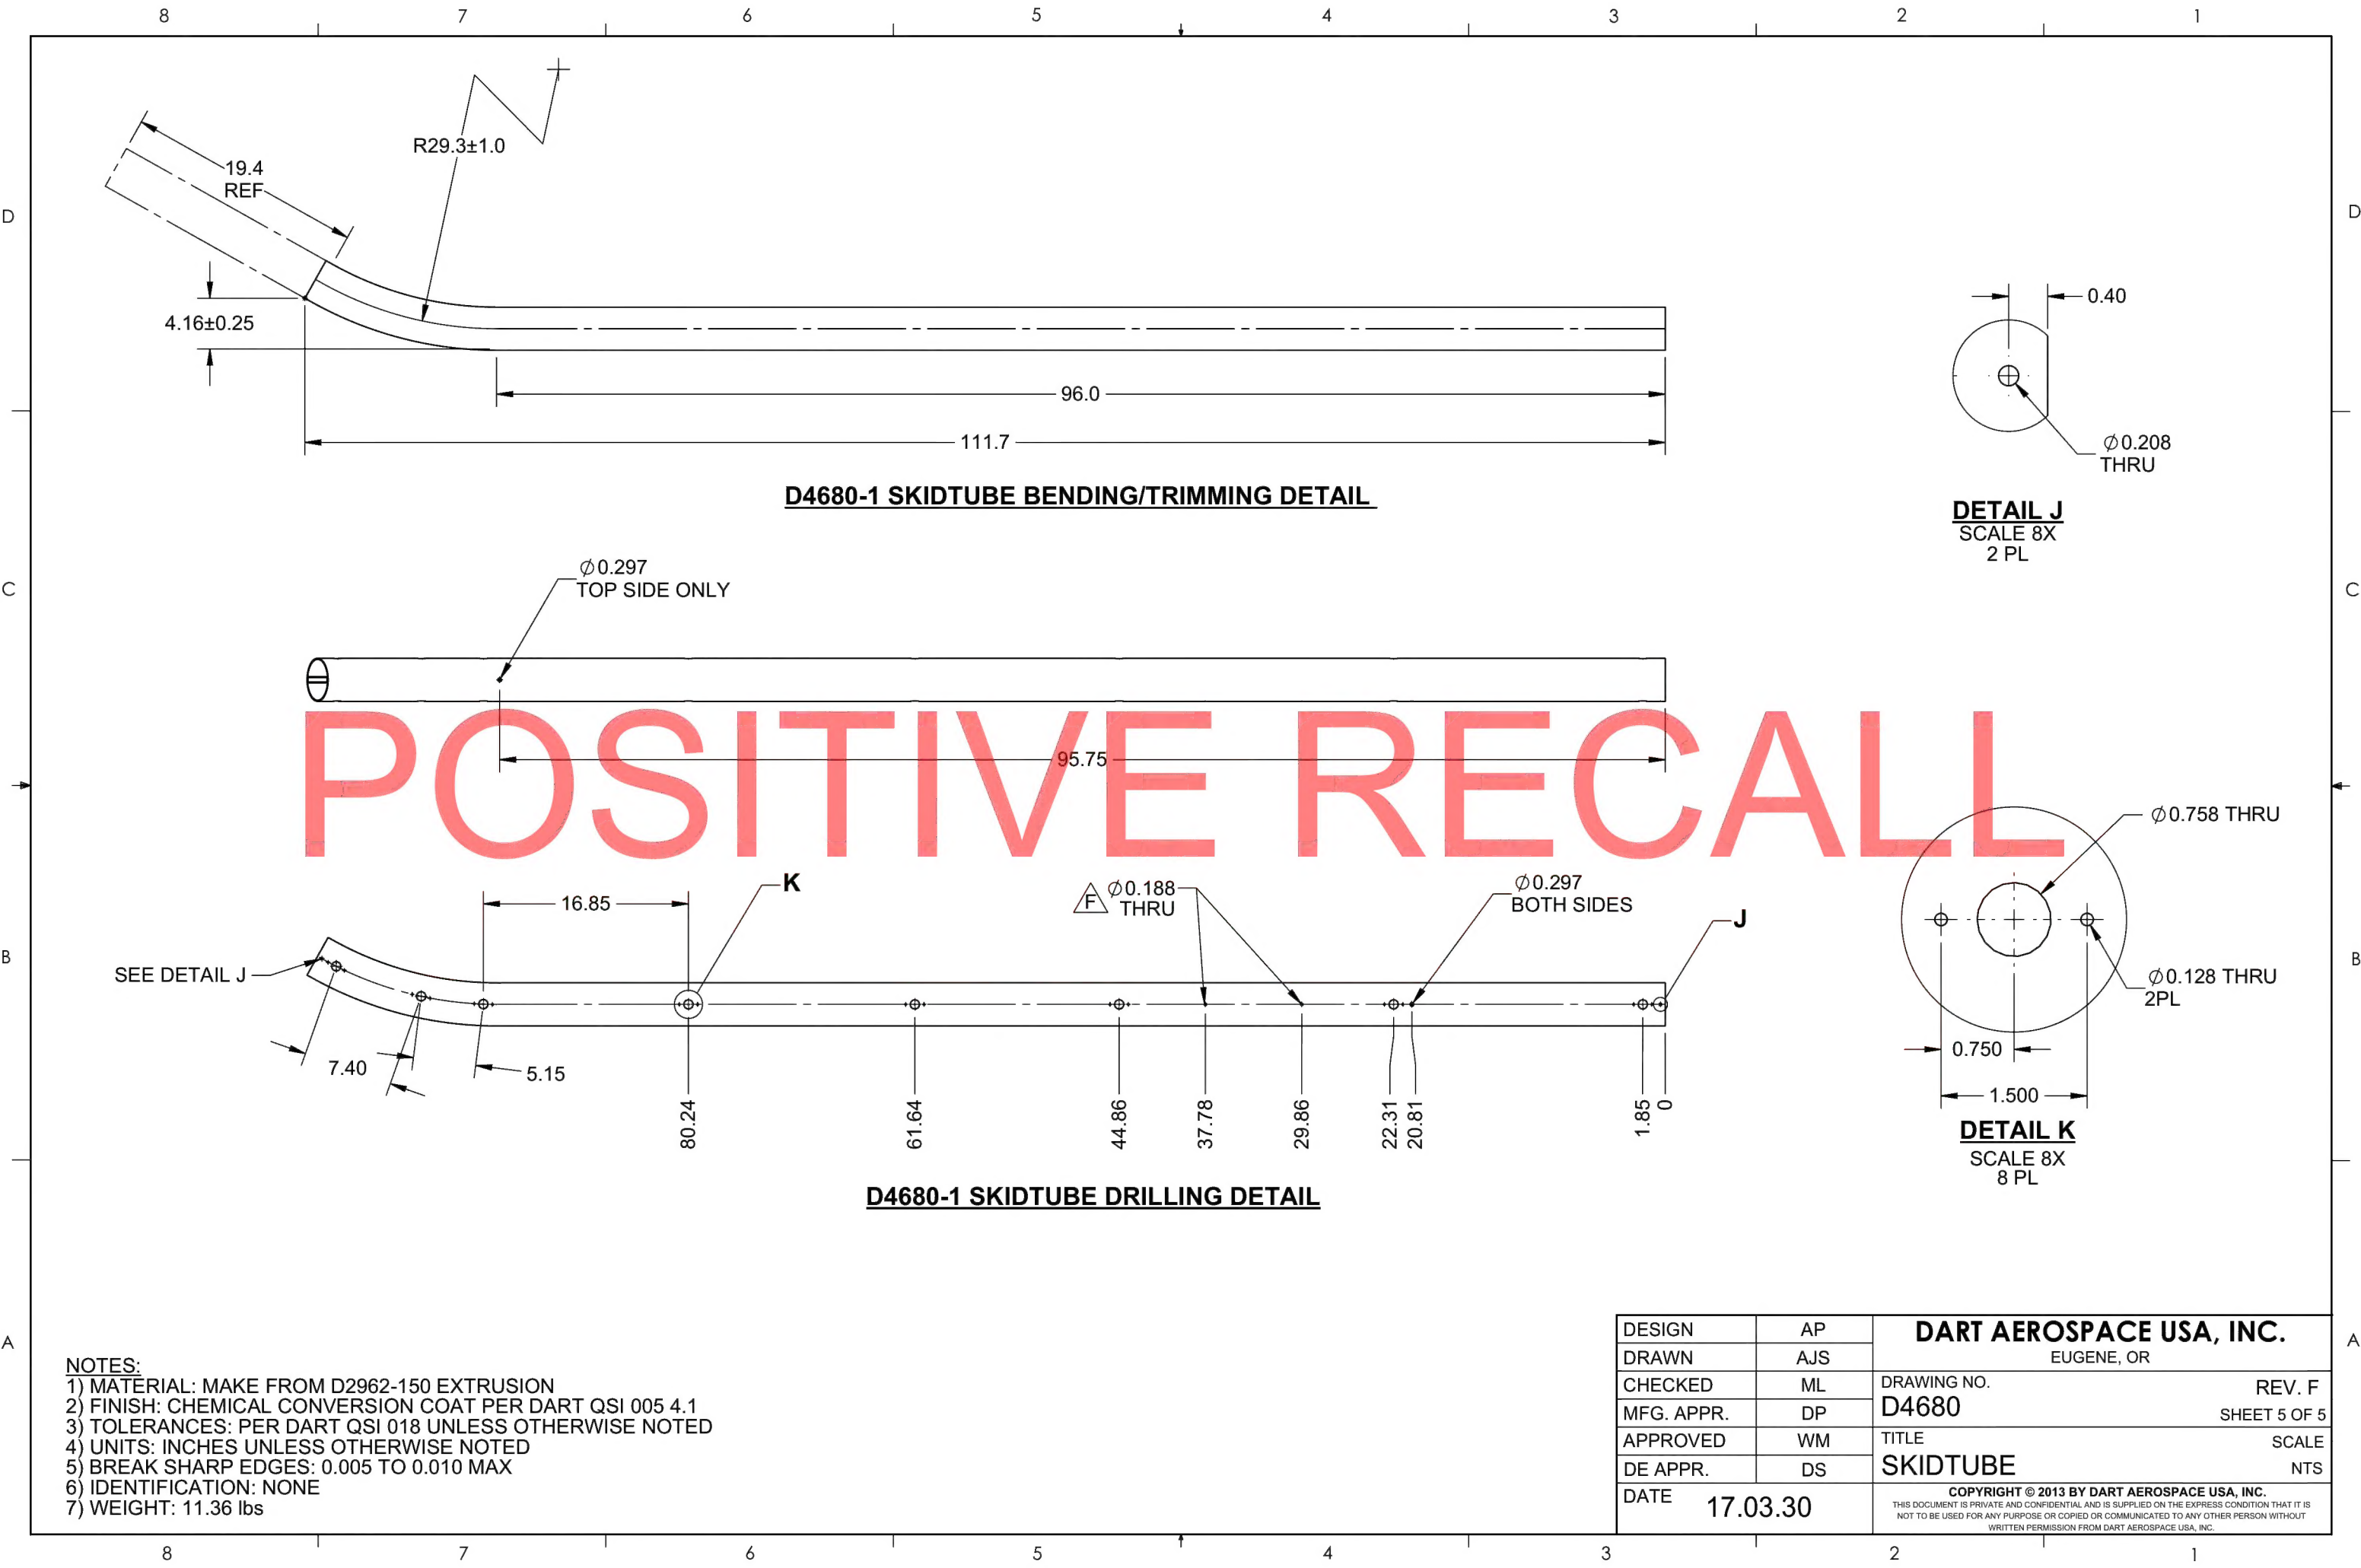 8 7 6 5 4 3 2 1
D
D
19.4
REF
R29.3±1.0
4.16±0.25
96.0
111.7
D4680-1 SKIDTUBE BENDING/TRIMMING DETAIL
0.40
∅0.208
THRU
DETAIL J
SCALE 8X
2 PL
C
C
∅0.297
TOP SIDE ONLY
95.75
POSITIVE RECALL
∅0.758 THRU
16.85
K
F
∅0.188
THRU
∅0.297
BOTH SIDES
J
B
B
SEE DETAIL J
7.40
5.15
80.24
61.64
44.86
37.78
29.86
22.31
20.81
1.85
0
∅0.128 THRU
2PL
0.750
1.500
DETAIL K
SCALE 8X
8 PL
D4680-1 SKIDTUBE DRILLING DETAIL
A
A
NOTES:
1) MATERIAL: MAKE FROM D2962-150 EXTRUSION
2) FINISH: CHEMICAL CONVERSION COAT PER DART QSI 005 4.1
3) TOLERANCES: PER DART QSI 018 UNLESS OTHERWISE NOTED
4) UNITS: INCHES UNLESS OTHERWISE NOTED
5) BREAK SHARP EDGES: 0.005 TO 0.010 MAX
6) IDENTIFICATION: NONE
7) WEIGHT: 11.36 lbs
DESIGN AP
DRAWN AJS
CHECKED ML
MFG. APPR. DP
APPROVED WM
DE APPR. DS
DATE 17.03.30
DART AEROSPACE USA, INC.
EUGENE, OR
DRAWING NO. REV. F
D4680 SHEET 5 OF 5
TITLE SCALE
SKIDTUBE NTS
COPYRIGHT © 2013 BY DART AEROSPACE USA, INC.
THIS DOCUMENT IS PRIVATE AND CONFIDENTIAL AND IS SUPPLIED ON THE EXPRESS CONDITION THAT IT IS
NOT TO BE USED FOR ANY PURPOSE OR COPIED OR COMMUNICATED TO ANY OTHER PERSON WITHOUT
WRITTEN PERMISSION FROM DART AEROSPACE USA, INC.
8 7 6 5 4 3 2 1